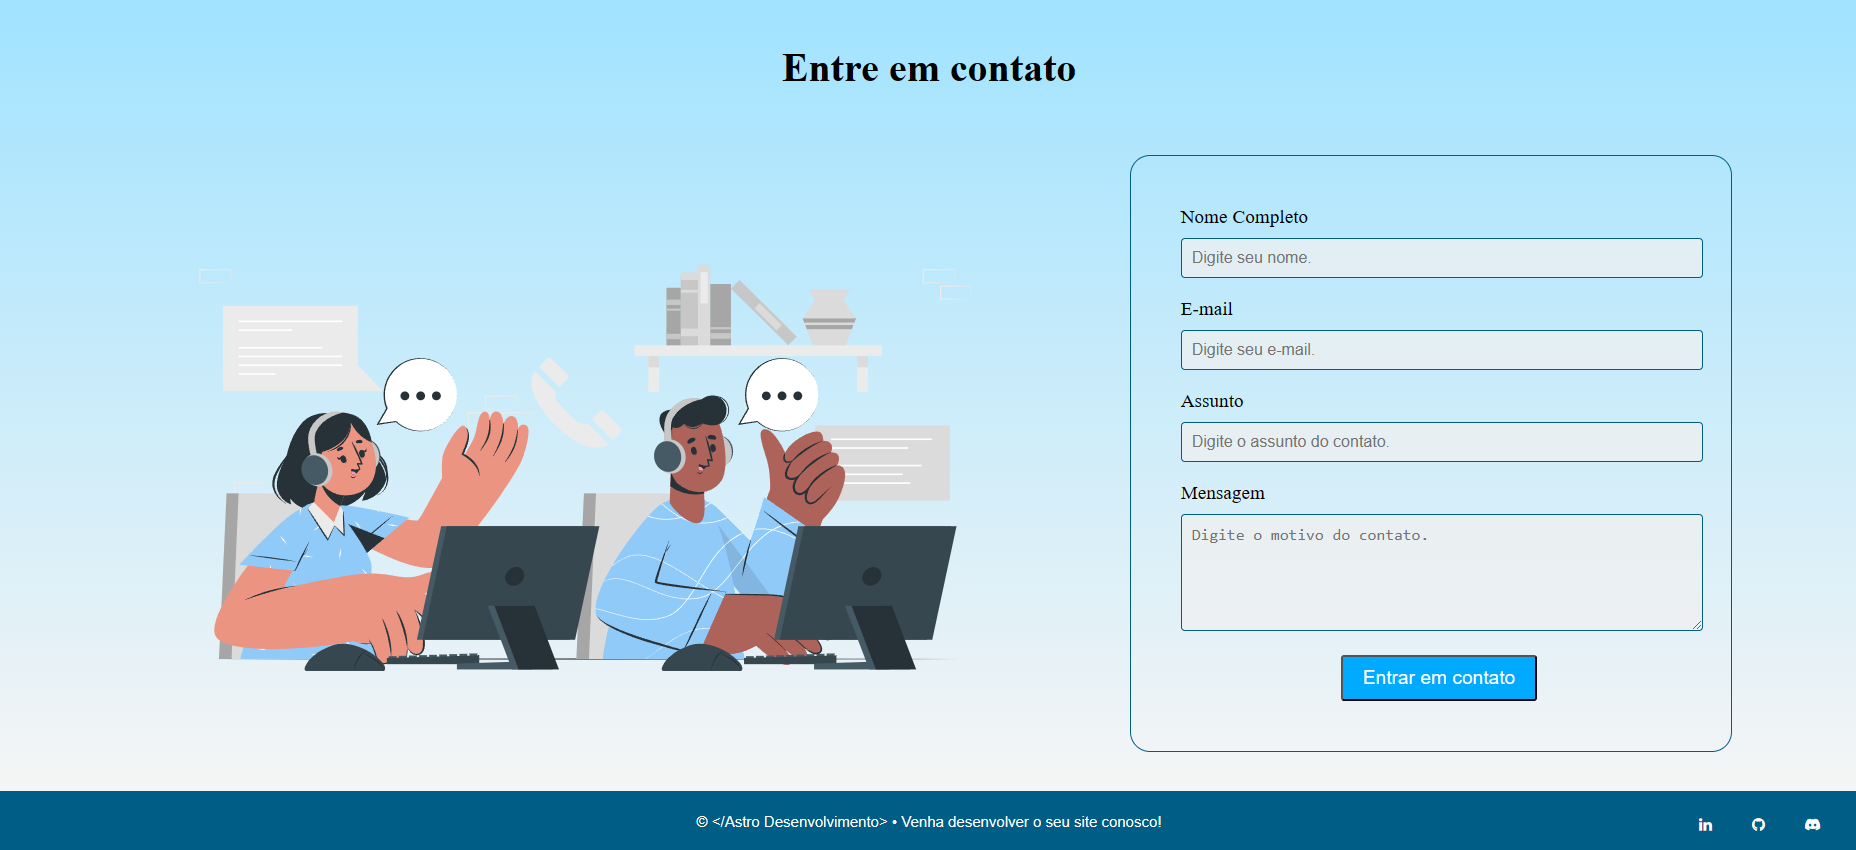 Entre em contato
Nome Completo
Digite seu nome.
E-mail
Digite seu e-mail.
Assunto
Digite o assunto do contato.
Mensagem
Digite o motivo do contato.
Entrar em contato
© </Astro Desenvolvimento> • Venha desenvolver o seu site conosco!